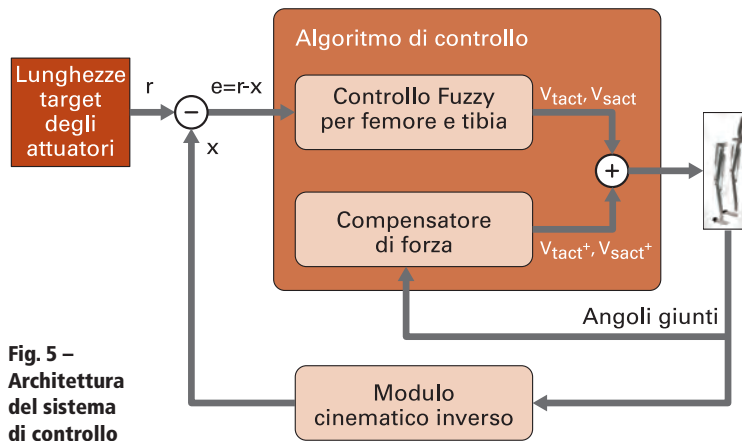 Algoritmo di controllo
Lunghezze
target
degli
attuatori
r
e=r-x
−
x
Controllo Fuzzy
per femore e tibia
Vtact, Vsact
+
Compensatore
di forza
Vtact+, Vsact+
Angoli giunti
Modulo
cinematico inverso
Fig. 5 –
Architettura
del sistema
di controllo